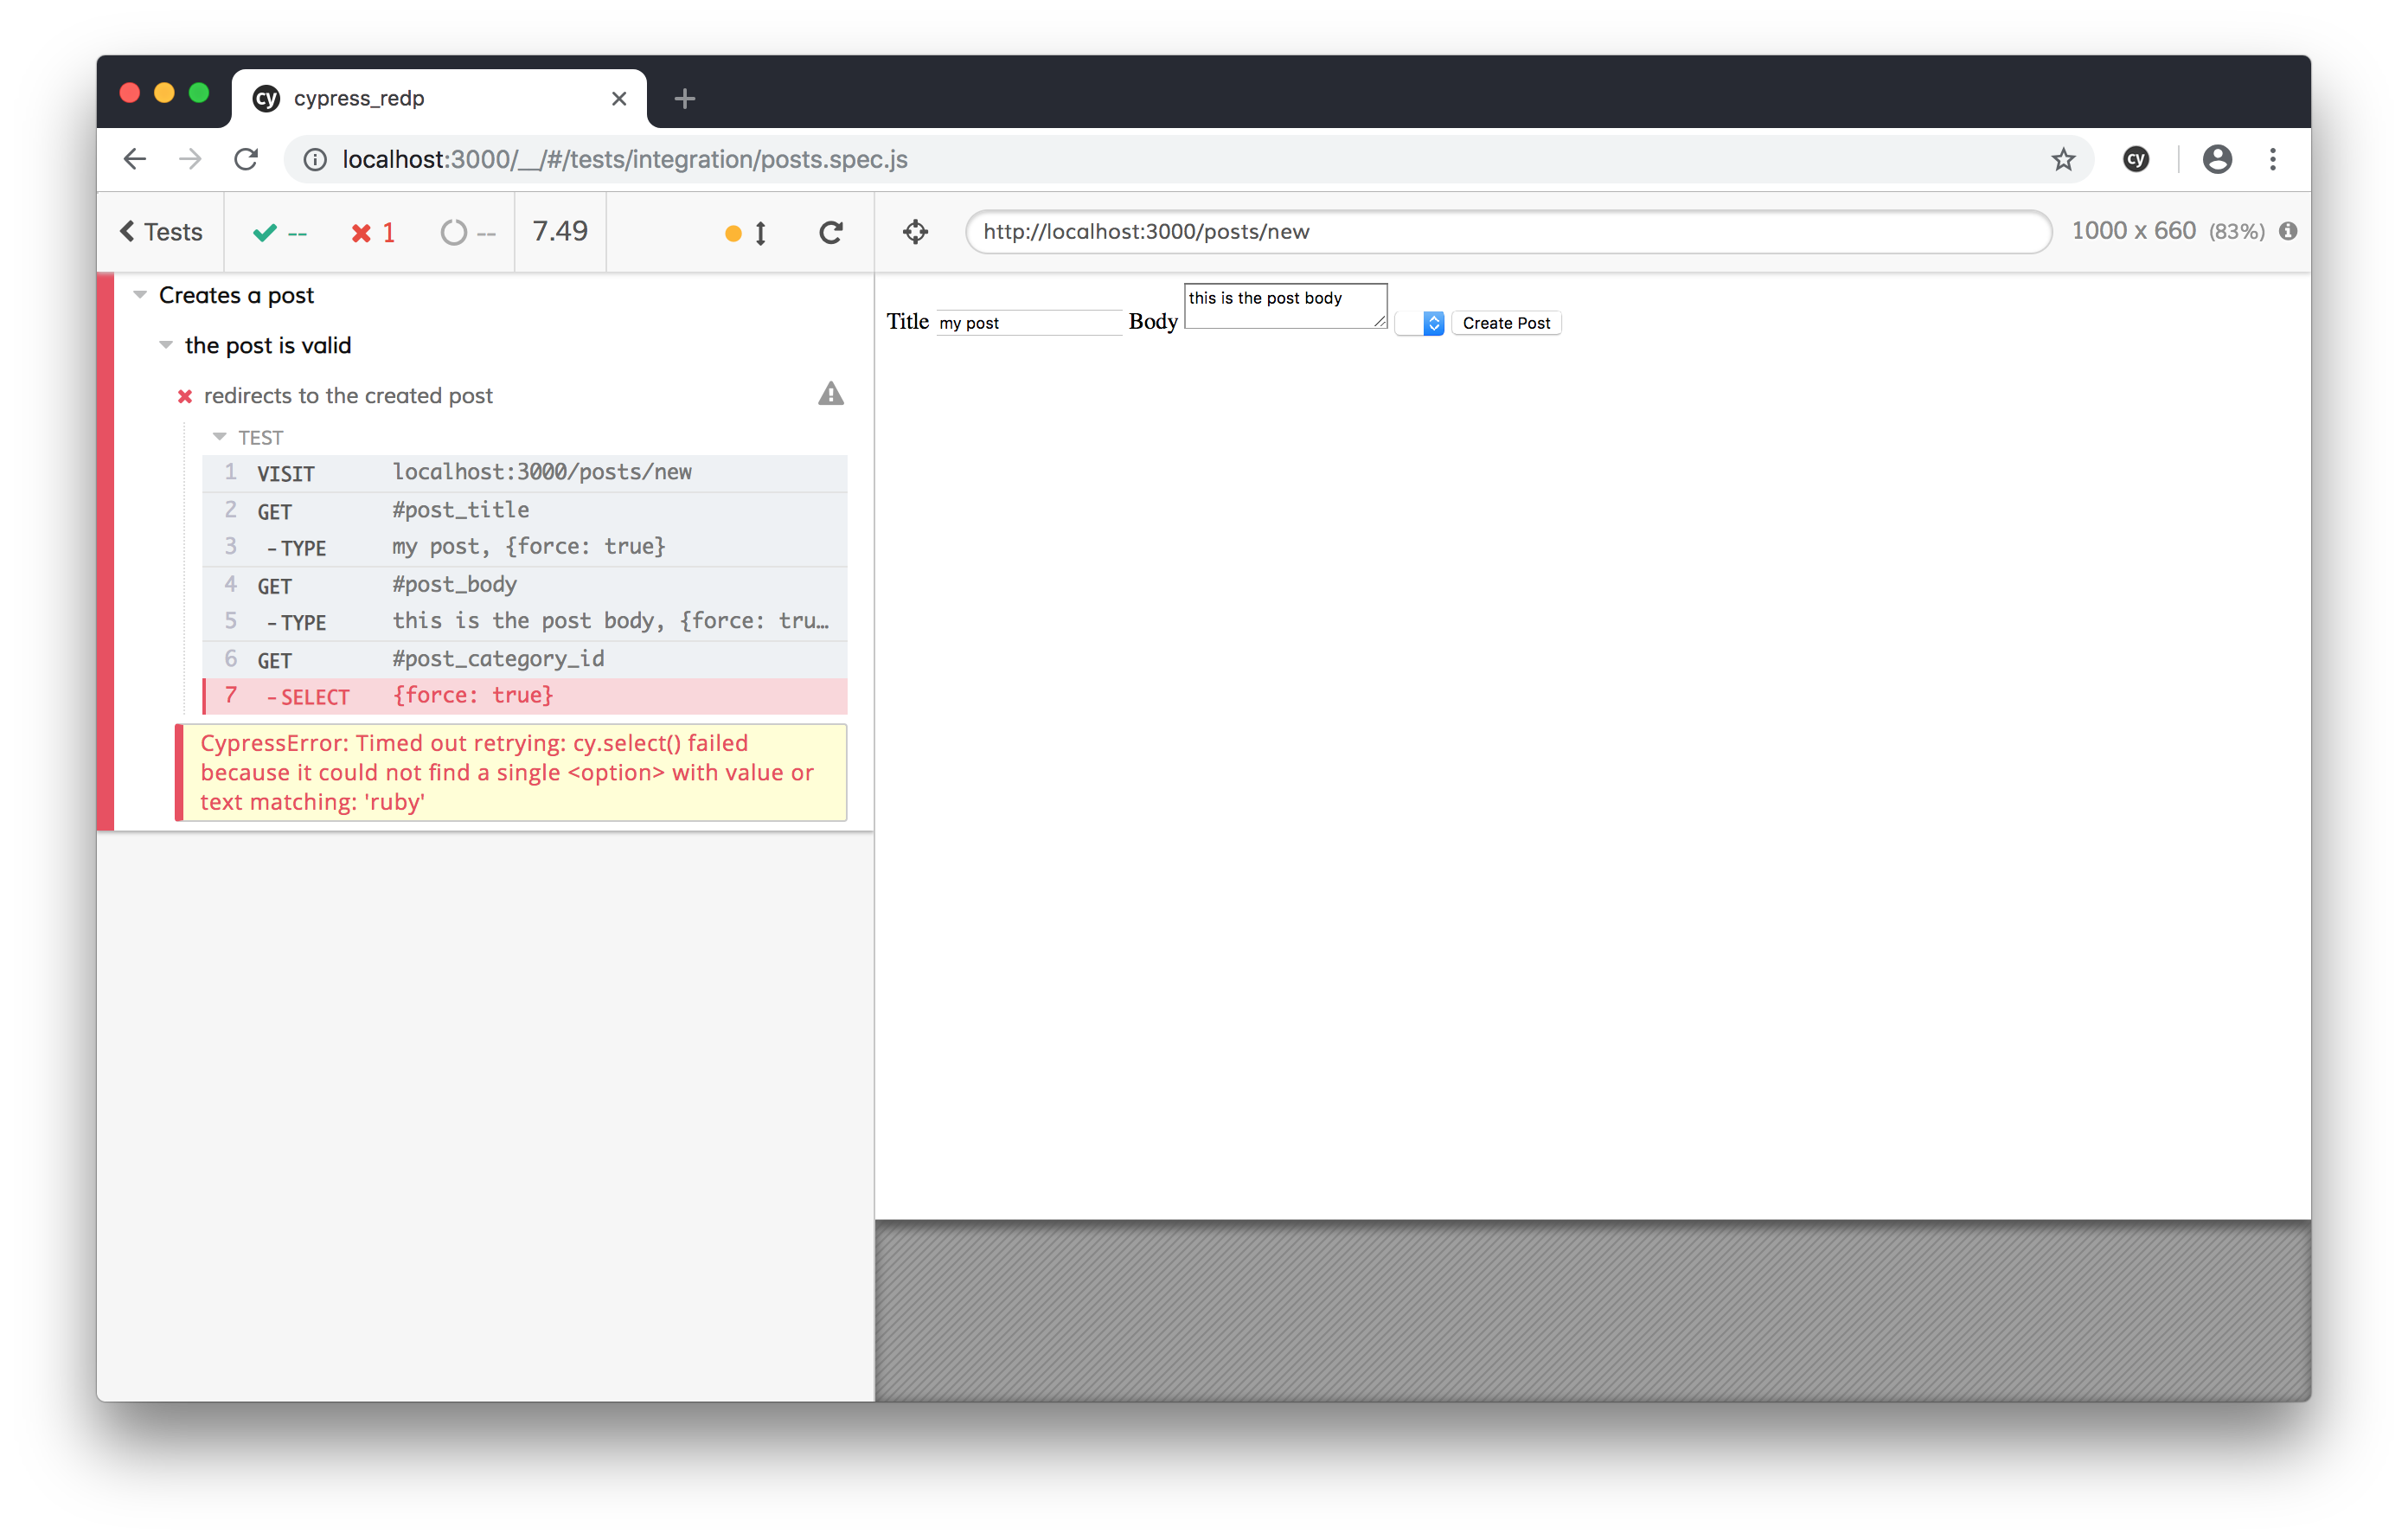 cy cypress_redp
localhost:3000/__/#/tests/integration/posts.spec.js cy
Tests -- 1 -- 7.49 http://localhost:3000/posts/new 1000 x 660 (83%)
Creates a post
the post is valid
redirects to the created post
TEST
1 VISIT localhost:3000/posts/new
2 GET #post_title
3 -TYPE my post, {force: true}
4 GET #post_body
5 -TYPE this is the post body, {force: tru…
6 GET #post_category_id
7 -SELECT {force: true}
CypressError: Timed out retrying: cy.select() failed
because it could not find a single <option> with value or
text matching: 'ruby'
this is the post body
Title my post Body Create Post